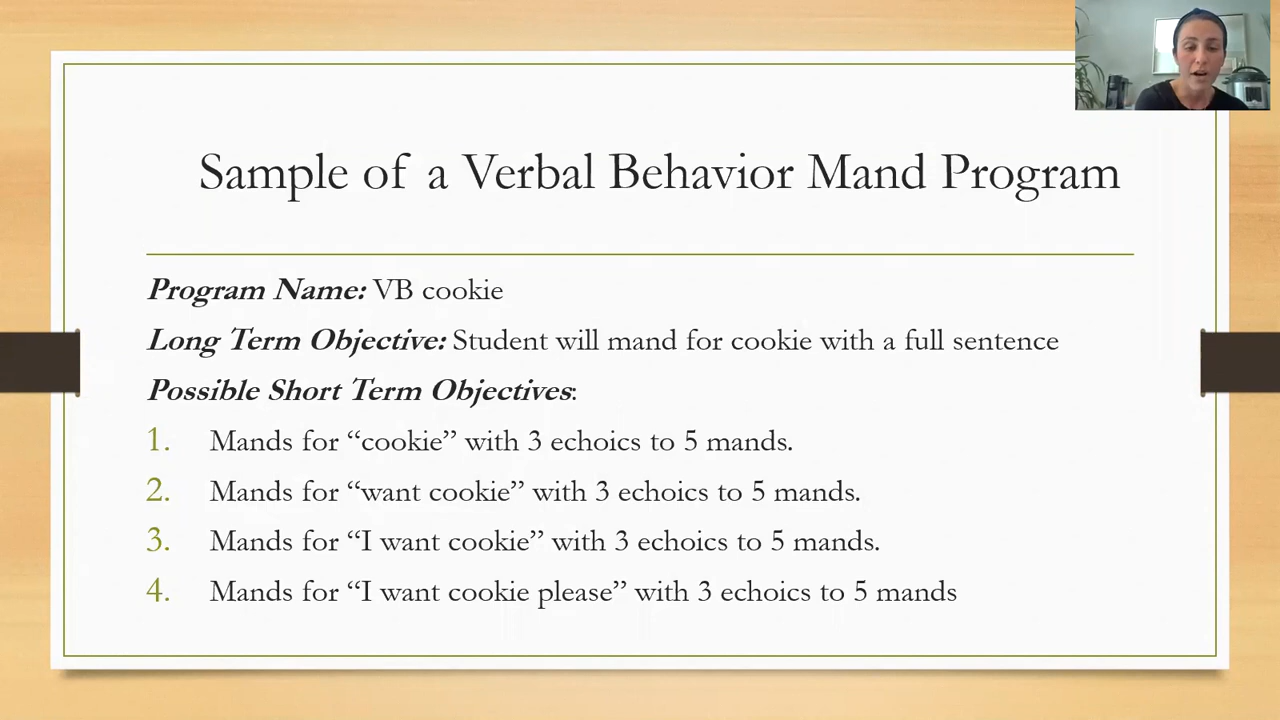 Sample of a Verbal Behavior Mand Program
Program Name: VB cookie
Long Term Objective: Student will mand for cookie with a full sentence
Possible Short Term Objectives:
1. Mands for “cookie” with 3 echoics to 5 mands.
2. Mands for “want cookie” with 3 echoics to 5 mands.
3. Mands for “I want cookie” with 3 echoics to 5 mands.
4. Mands for “I want cookie please” with 3 echoics to 5 mands